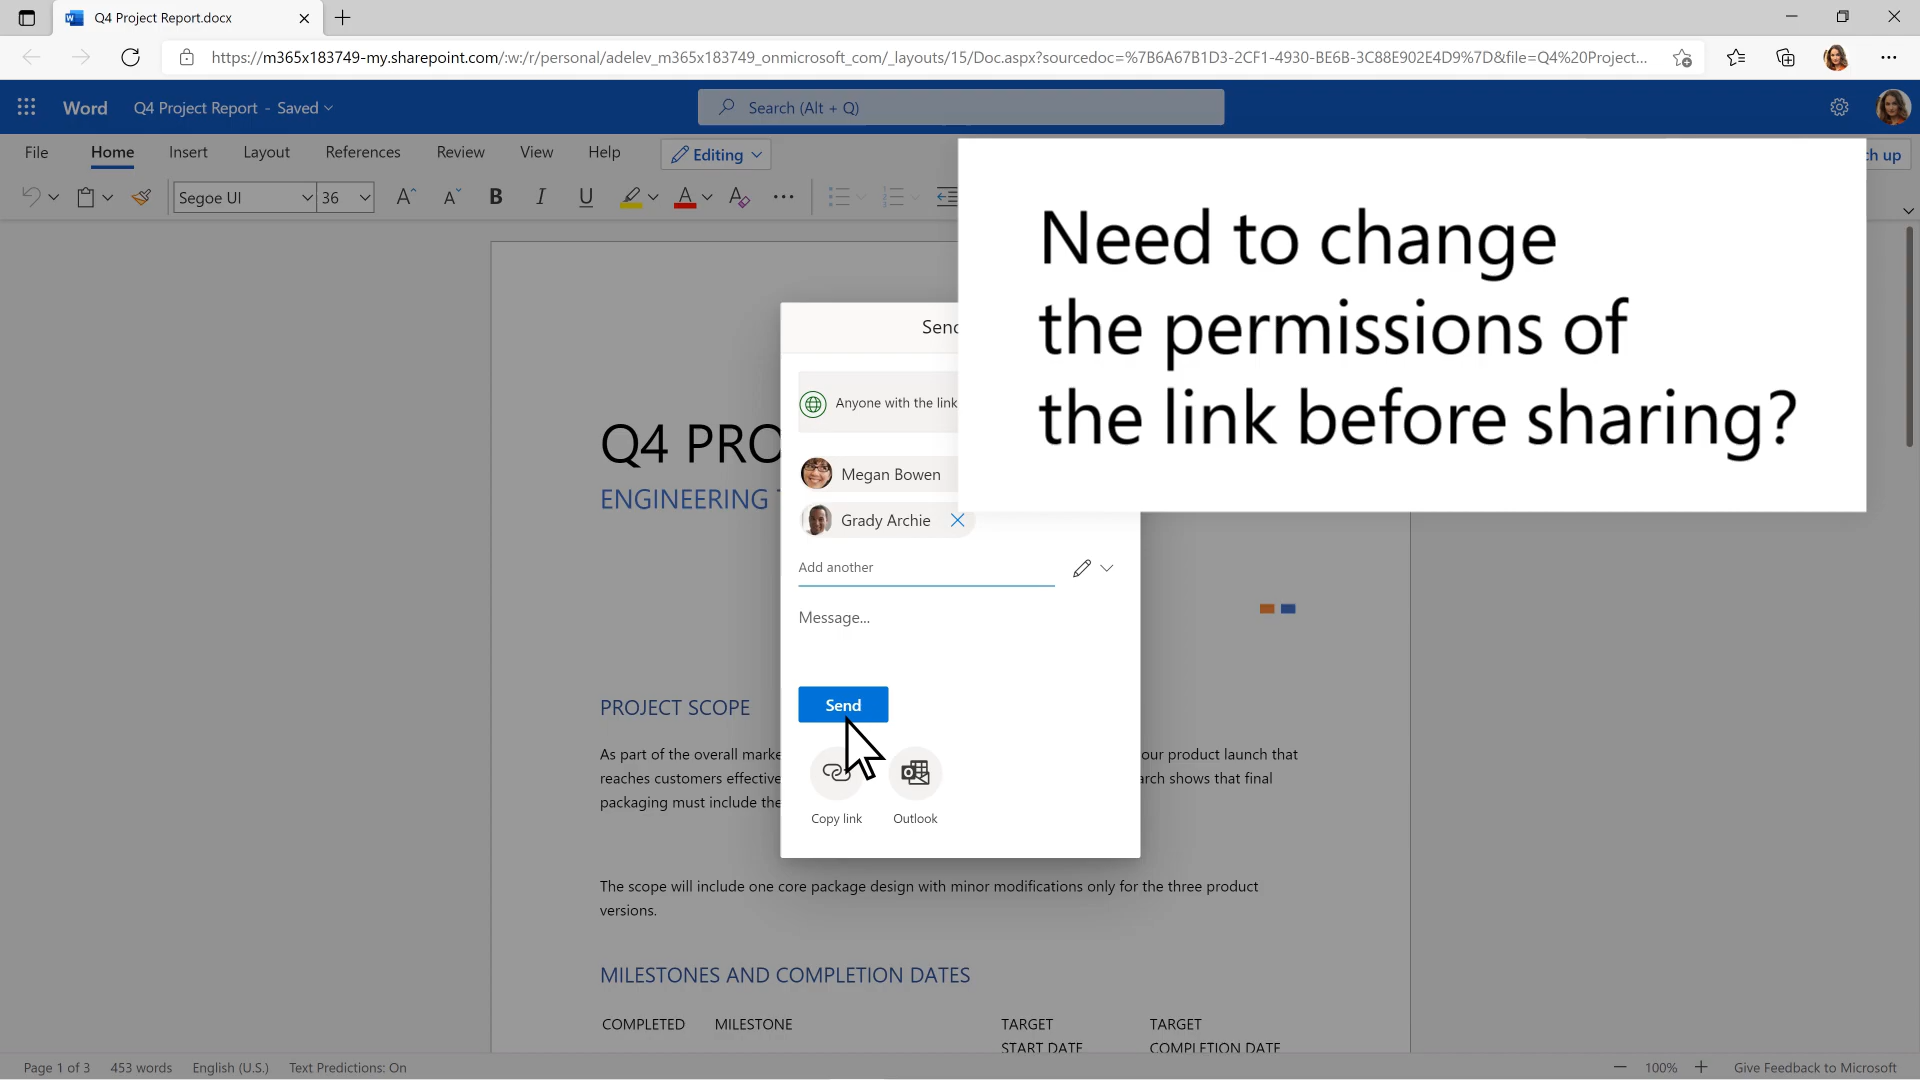 Q4 Project Report.docx
https://m365x183749-my.sharepoint.com/:w:/r/personal/adelev_m365x183749_onmicrosoft_com/_layouts/15/Doc.aspx?sourcedoc=%7B6A67B1D3-2CF1-4930-BE6B-3C88E902E4D9%7D&file=Q4%20Project...
Word Q4 Project Report - Saved
Search (Alt + Q)
File Home Insert Layout References Review View Help Editing
h up
Segoe UI 36
Need to change
the permissions of
the link before sharing?
Send
Anyone with the link
Megan Bowen
Grady Archie
Add another
Message...
Send
Copy link Outlook
Q4 PRO
ENGINEERING
PROJECT SCOPE
As part of the overall marke our product launch that
reaches customers effective arch shows that final
packaging must include the
The scope will include one core package design with minor modifications only for the three product
versions.
MILESTONES AND COMPLETION DATES
COMPLETED MILESTONE TARGET TARGET
START DATE COMPLETION DATE
Page 1 of 3 453 words English (U.S.) Text Predictions: On 100% Give Feedback to Microsoft